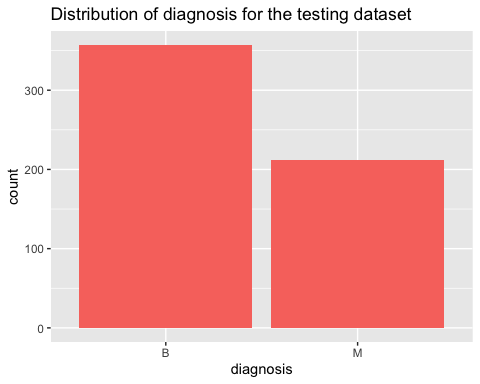 Distribution of diagnosis for the testing dataset
count
300
200
100
0
B M
diagnosis